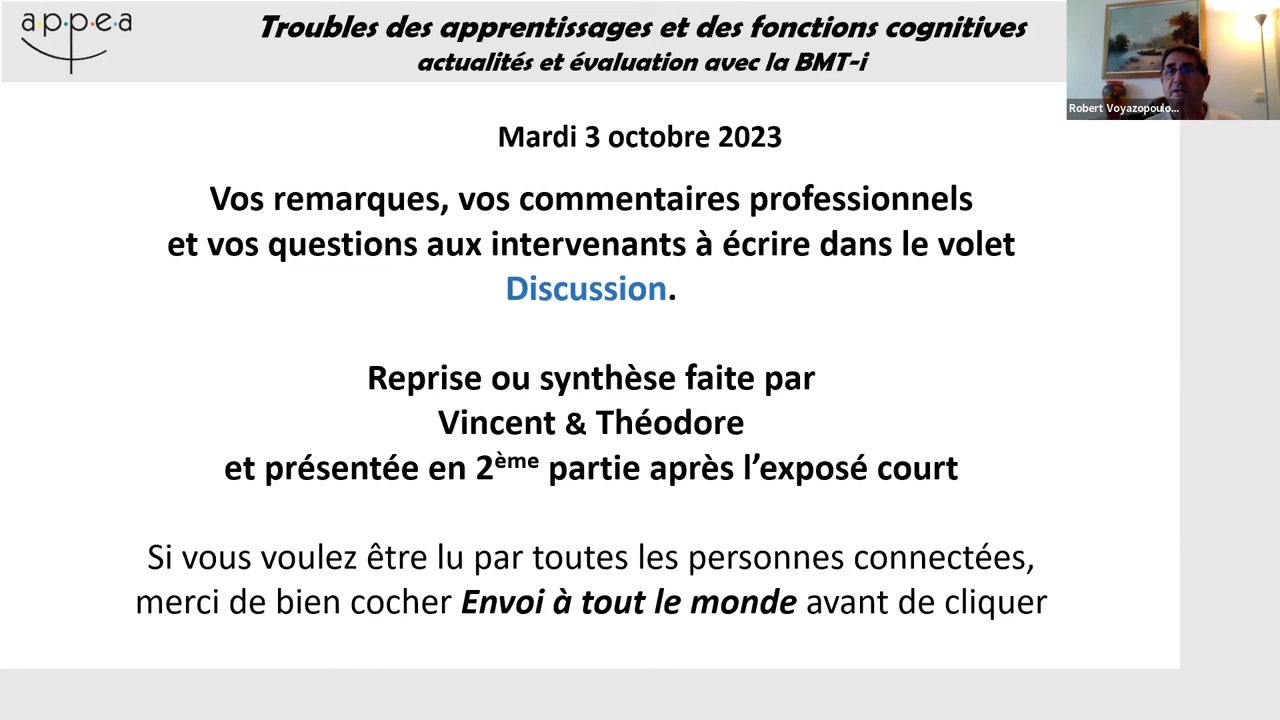 appea
Troubles des apprentissages et des fonctions cognitives
actualités et évaluation avec la BMT-i
Robert Voyazopoulo...
Mardi 3 octobre 2023
Vos remarques, vos commentaires professionnels
et vos questions aux intervenants à écrire dans le volet
Discussion.
Reprise ou synthèse faite par
Vincent & Théodore
et présentée en 2ème partie après l’exposé court
Si vous voulez être lu par toutes les personnes connectées,
merci de bien cocher Envoi à tout le monde avant de cliquer